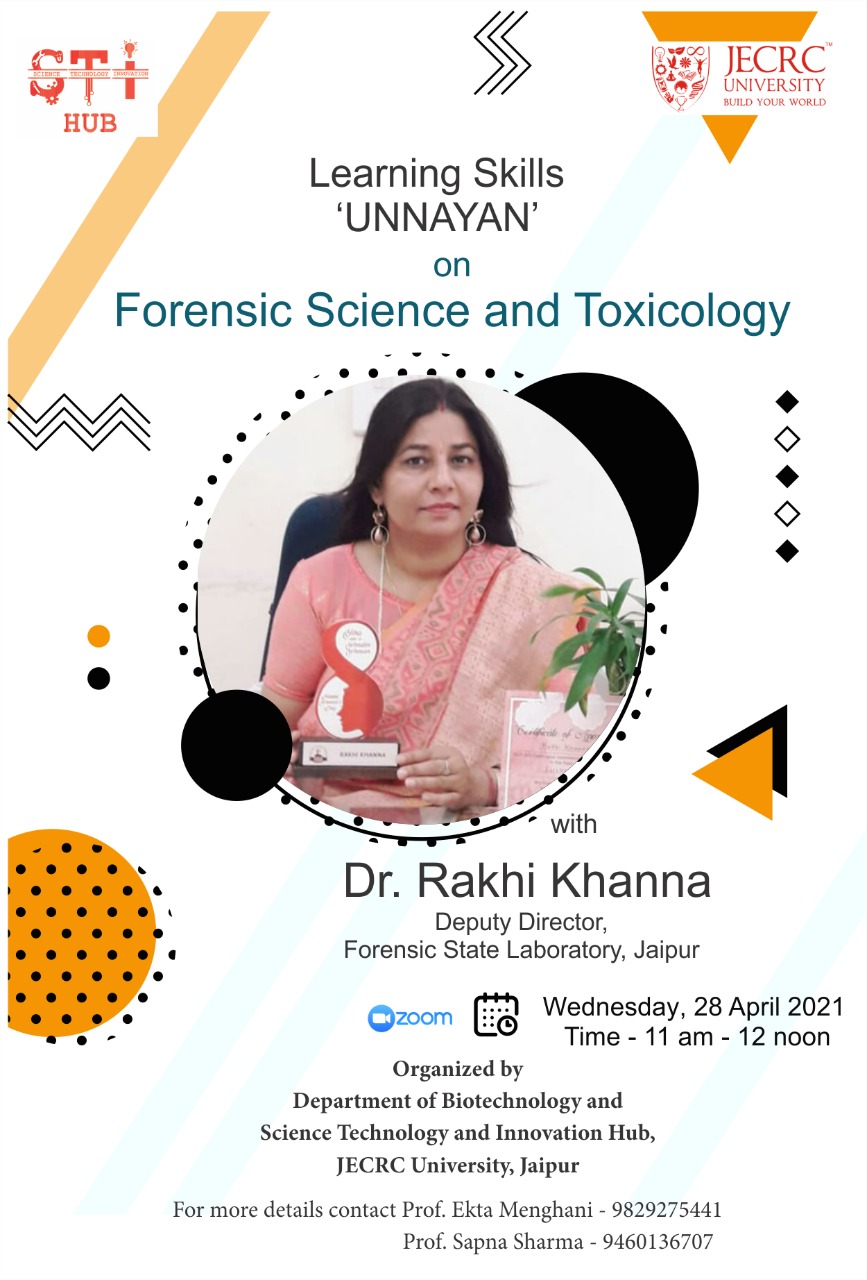 STI
SCIENCE TECHNOLOGY INNOVATION
HUB
JECRC™
UNIVERSITY
BUILD YOUR WORLD
Learning Skills
‘UNNAYAN’
on
Forensic Science and Toxicology
RAKHI KHANNA
Certificate of
with
Dr. Rakhi Khanna
Deputy Director,
Forensic State Laboratory, Jaipur
zoom
Wednesday, 28 April 2021
Time - 11 am - 12 noon
Organized by
Department of Biotechnology and
Science Technology and Innovation Hub,
JECRC University, Jaipur
For more details contact Prof. Ekta Menghani - 9829275441
Prof. Sapna Sharma - 9460136707